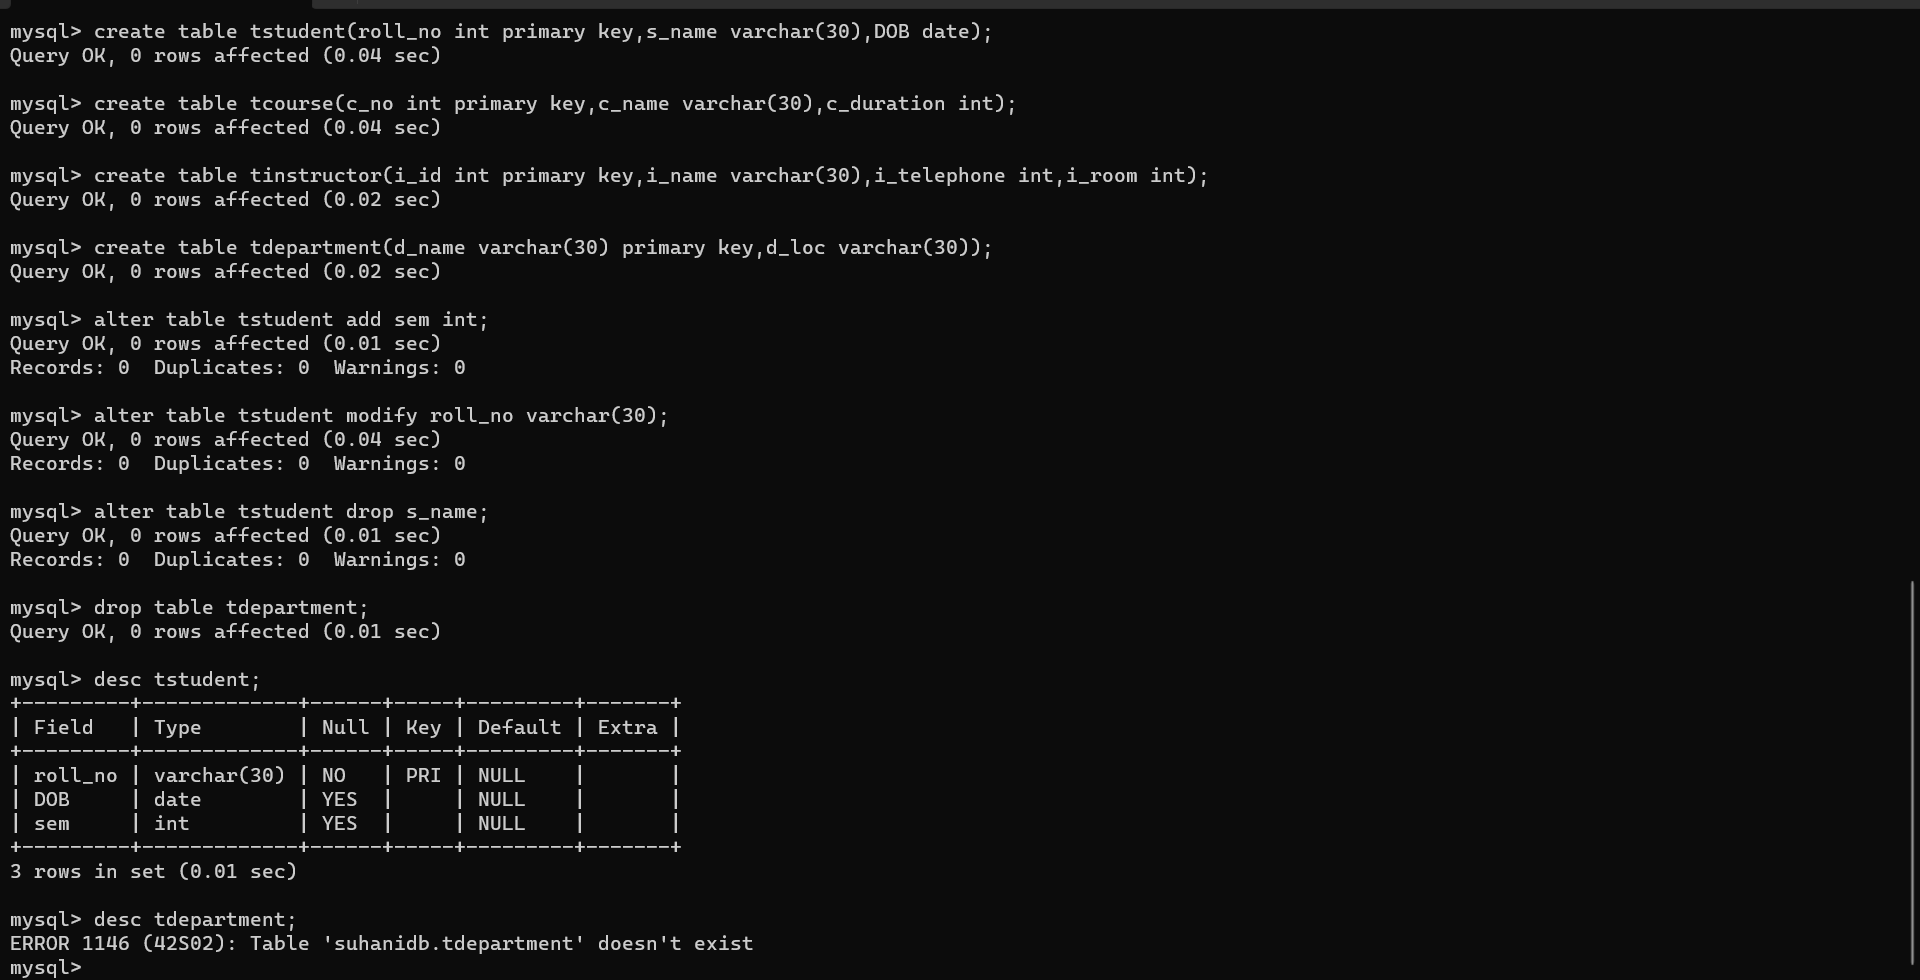 mysql> create table tstudent(roll_no int primary key,s_name varchar(30),DOB date);
Query OK, 0 rows affected (0.04 sec)
mysql> create table tcourse(c_no int primary key,c_name varchar(30),c_duration int);
Query OK, 0 rows affected (0.04 sec)
mysql> create table tinstructor(i_id int primary key,i_name varchar(30),i_telephone int,i_room int);
Query OK, 0 rows affected (0.02 sec)
mysql> create table tdepartment(d_name varchar(30) primary key,d_loc varchar(30));
Query OK, 0 rows affected (0.02 sec)
mysql> alter table tstudent add sem int;
Query OK, 0 rows affected (0.01 sec)
Records: 0  Duplicates: 0  Warnings: 0
mysql> alter table tstudent modify roll_no varchar(30);
Query OK, 0 rows affected (0.04 sec)
Records: 0  Duplicates: 0  Warnings: 0
mysql> alter table tstudent drop s_name;
Query OK, 0 rows affected (0.01 sec)
Records: 0  Duplicates: 0  Warnings: 0
mysql> drop table tdepartment;
Query OK, 0 rows affected (0.01 sec)
mysql> desc tstudent;
+---------+-------------+------+-----+---------+-------+
| Field   | Type        | Null | Key | Default | Extra |
+---------+-------------+------+-----+---------+-------+
| roll_no | varchar(30) | NO   | PRI | NULL    |       |
| DOB     | date        | YES  |     | NULL    |       |
| sem     | int         | YES  |     | NULL    |       |
+---------+-------------+------+-----+---------+-------+
3 rows in set (0.01 sec)
mysql> desc tdepartment;
ERROR 1146 (42S02): Table 'suhanidb.tdepartment' doesn't exist
mysql>